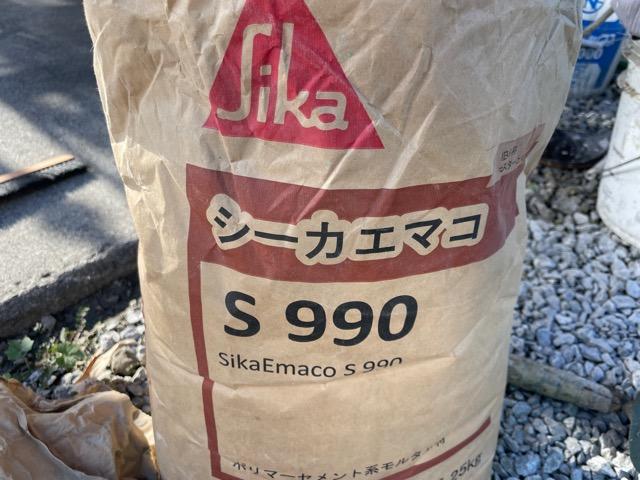 Sika
シーカエマコ
S 990
SikaEmaco S 990
ポリマーセメント系モルタル
25kg